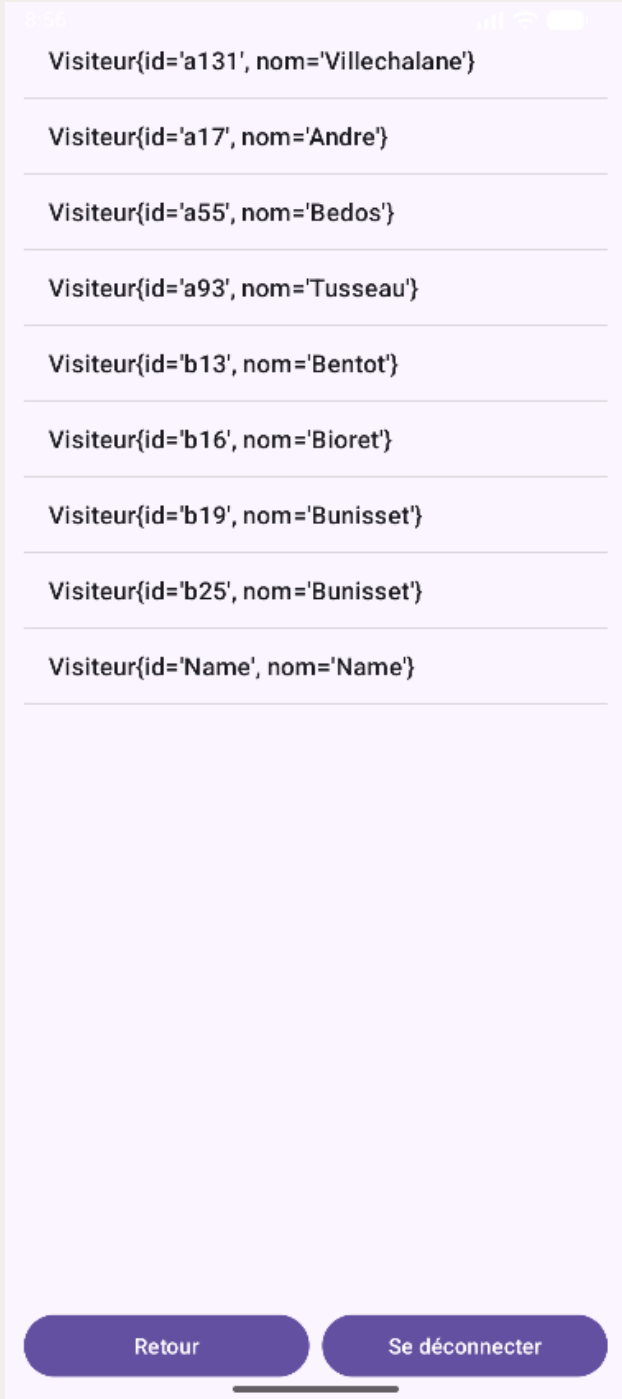 8:56
Visiteur{id='a131', nom='Villechalane'}
Visiteur{id='a17', nom='Andre'}
Visiteur{id='a55', nom='Bedos'}
Visiteur{id='a93', nom='Tusseau'}
Visiteur{id='b13', nom='Bentot'}
Visiteur{id='b16', nom='Bioret'}
Visiteur{id='b19', nom='Bunisset'}
Visiteur{id='b25', nom='Bunisset'}
Visiteur{id='Name', nom='Name'}
Retour
Se déconnecter